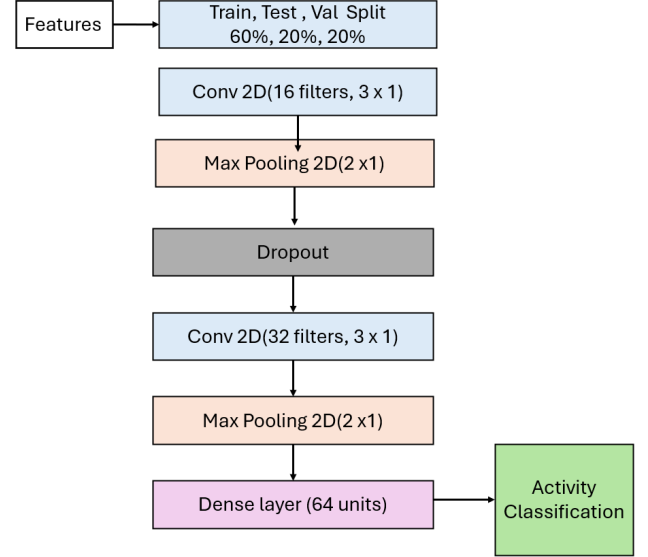 Features
Train, Test , Val Split
60%, 20%, 20%
Conv 2D(16 filters, 3 x 1)
Max Pooling 2D(2 x1)
Dropout
Conv 2D(32 filters, 3 x 1)
Max Pooling 2D(2 x1)
Dense layer (64 units)
Activity
Classification